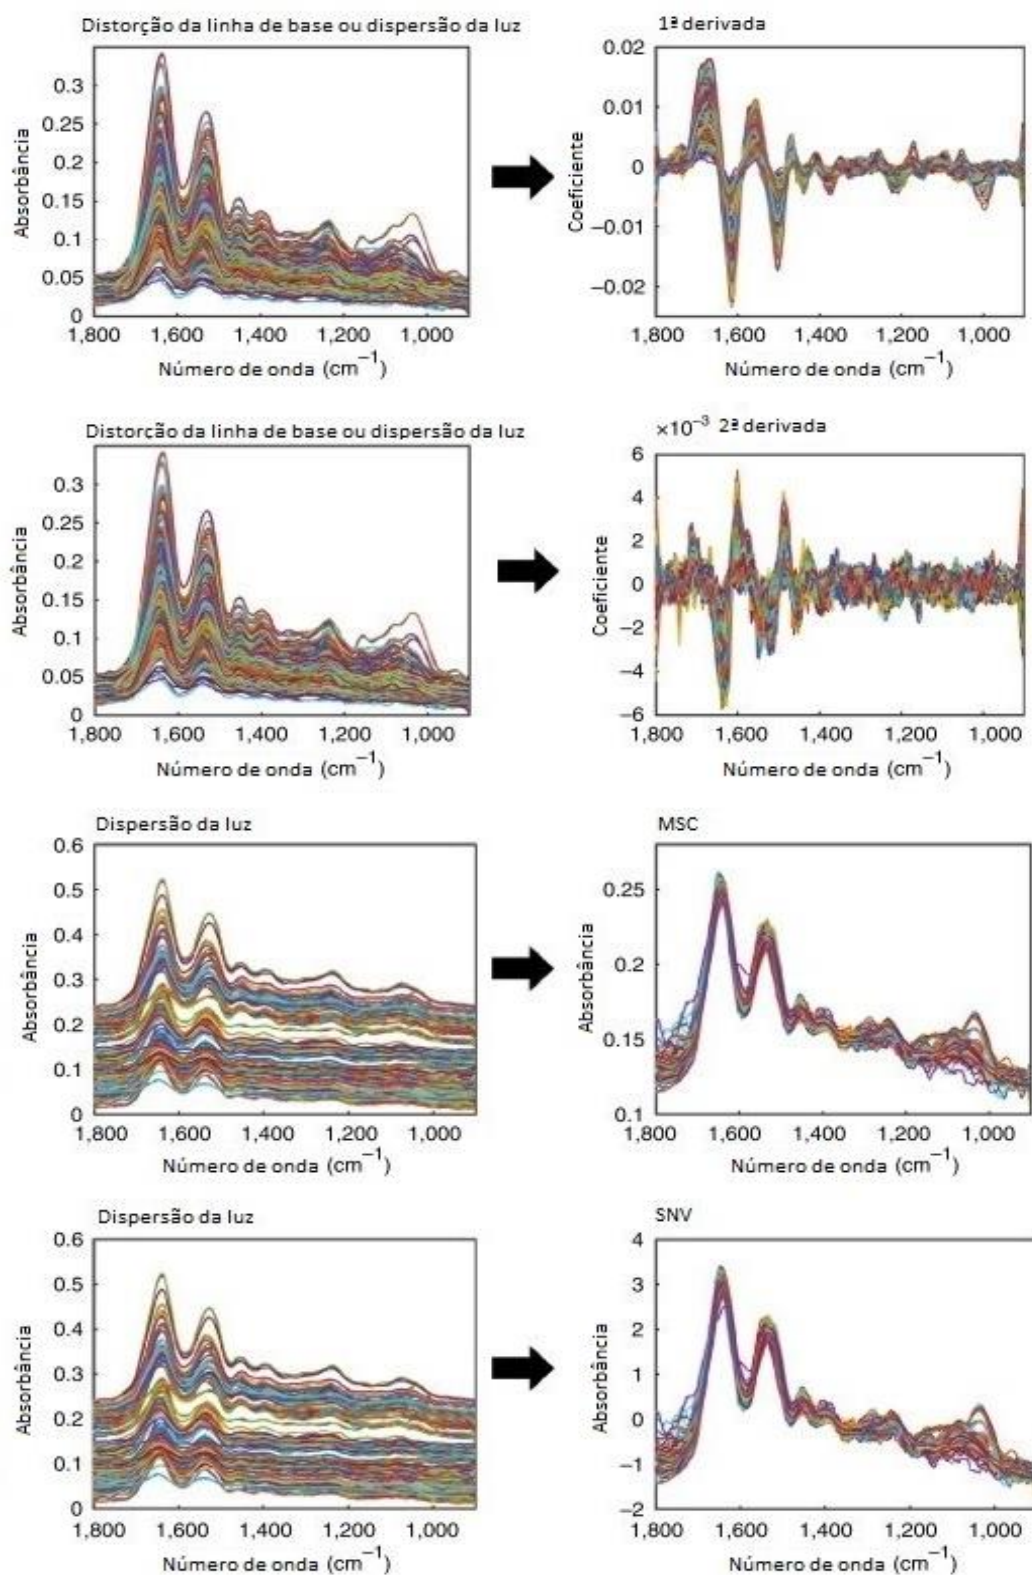 Distorção da linha de base ou dispersão da luz
Absorbância
0.3
0.25
0.2
0.15
0.1
0.05
0
1,800 1,600 1,400 1,200 1,000
Número de onda (cm⁻¹)
1ª derivada
Coeficiente
0.02
0.01
0
−0.01
−0.02
1,800 1,600 1,400 1,200 1,000
Número de onda (cm⁻¹)
Distorção da linha de base ou dispersão da luz
Absorbância
0.3
0.25
0.2
0.15
0.1
0.05
0
1,800 1,600 1,400 1,200 1,000
Número de onda (cm⁻¹)
×10⁻³ 2ª derivada
Coeficiente
6
4
2
0
−2
−4
−6
1,800 1,600 1,400 1,200 1,000
Número de onda (cm⁻¹)
Dispersão da luz
Absorbância
0.6
0.5
0.4
0.3
0.2
0.1
0
1,800 1,600 1,400 1,200 1,000
Número de onda (cm⁻¹)
MSC
Absorbância
0.25
0.2
0.15
0.1
1,800 1,600 1,400 1,200 1,000
Número de onda (cm⁻¹)
Dispersão da luz
Absorbância
0.6
0.5
0.4
0.3
0.2
0.1
0
1,800 1,600 1,400 1,200 1,000
Número de onda (cm⁻¹)
SNV
Absorbância
4
3
2
1
0
−1
−2
1,800 1,600 1,400 1,200 1,000
Número de onda (cm⁻¹)